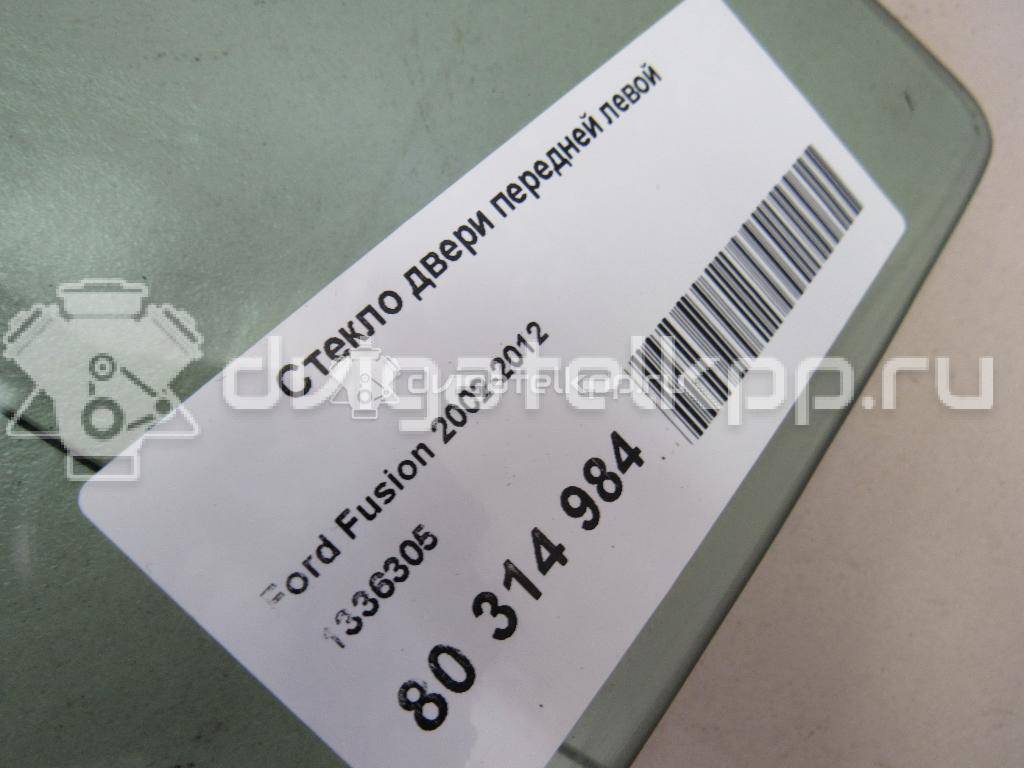 Стекло двери передней левой
Ford Fusion 2002-2012
1336305
80 314 984
dvigatelkpp.ru